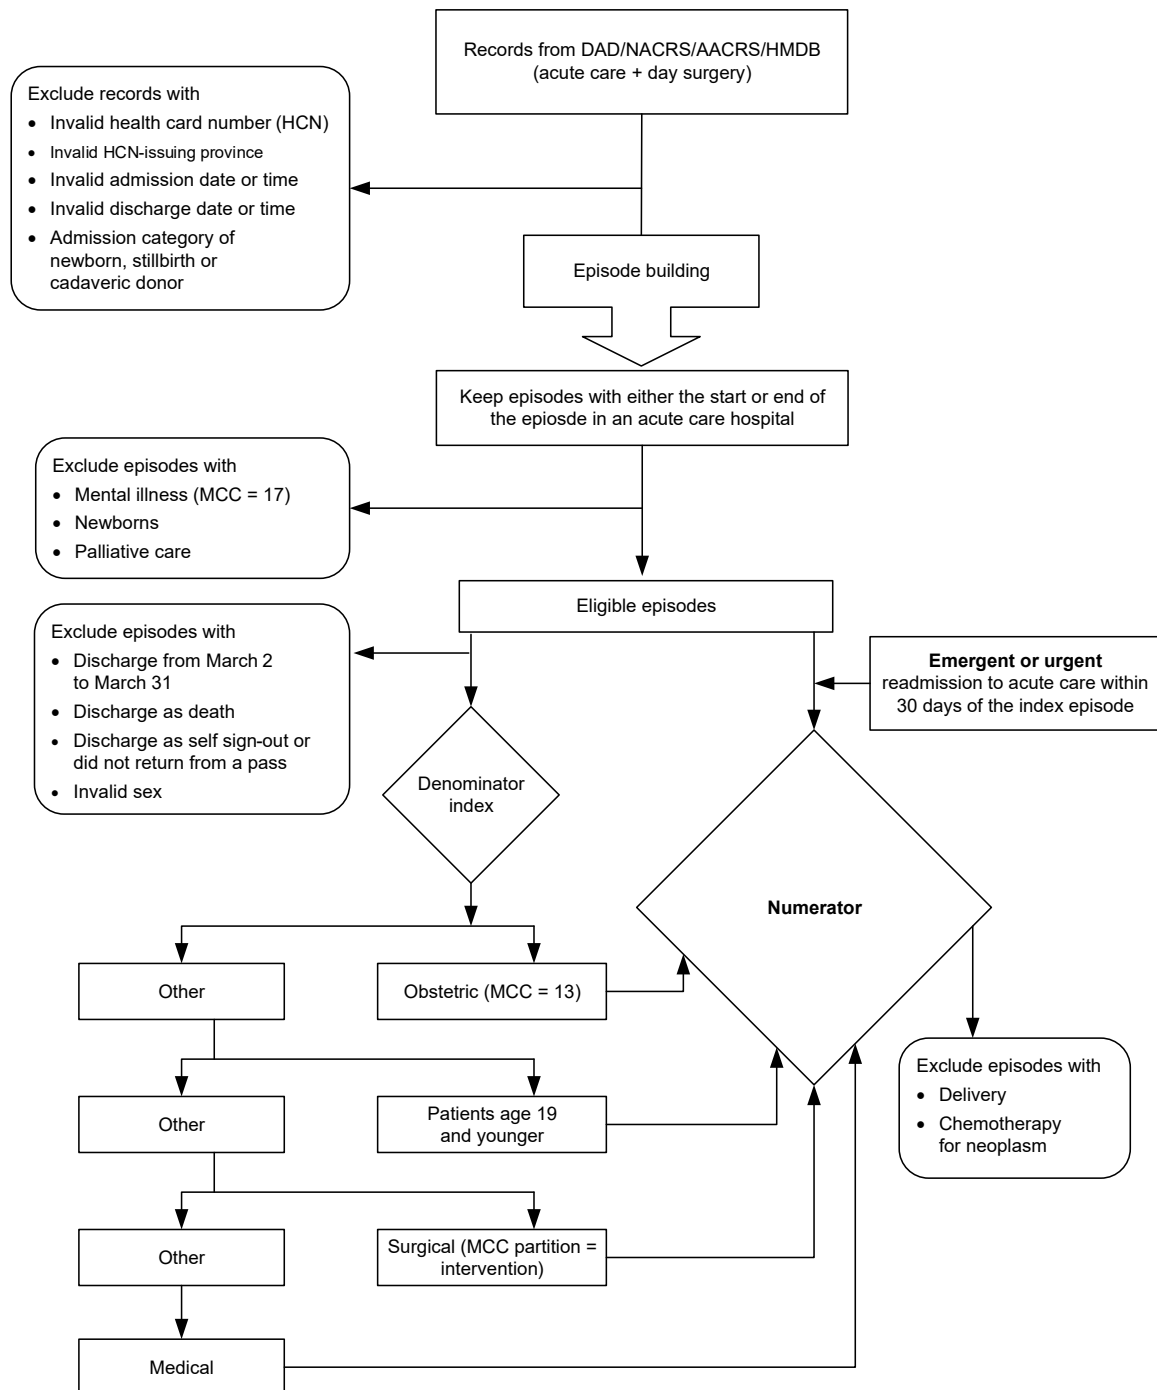 Records from DAD/NACRS/AACRS/HMDB
(acute care + day surgery)
Exclude records with
• Invalid health card number (HCN)
• Invalid HCN-issuing province
• Invalid admission date or time
• Invalid discharge date or time
• Admission category of
newborn, stillbirth or
cadaveric donor
Episode building
Keep episodes with either the start or end of
the epiosde in an acute care hospital
Exclude episodes with
• Mental illness (MCC = 17)
• Newborns
• Palliative care
Eligible episodes
Exclude episodes with
• Discharge from March 2
to March 31
• Discharge as death
• Discharge as self sign-out or
did not return from a pass
• Invalid sex
Emergent or urgent
readmission to acute care within
30 days of the index episode
Denominator
index
Numerator
Other
Obstetric (MCC = 13)
Exclude episodes with
• Delivery
• Chemotherapy
for neoplasm
Other
Patients age 19
and younger
Other
Surgical (MCC partition =
intervention)
Medical